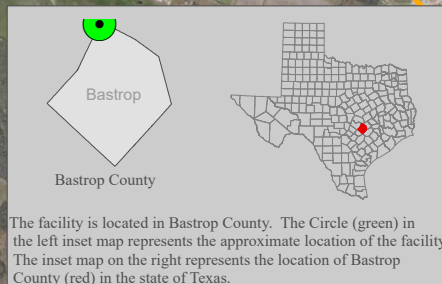 Bastrop
Bastrop County
The facility is located in Bastrop County.  The Circle (green) in
the left inset map represents the approximate location of the facility.
The inset map on the right represents the location of Bastrop
County (red) in the state of Texas.